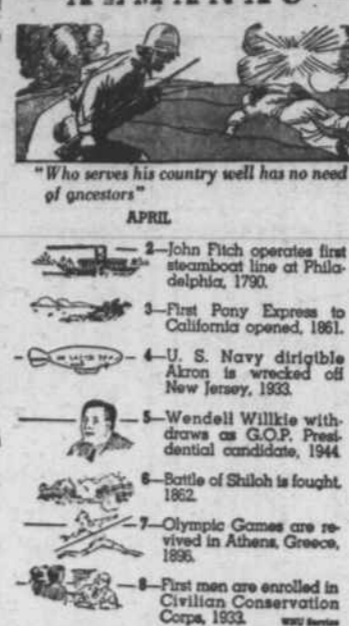 ALMANAC
"Who serves his country well has no need
of gncestors"
APRIL
2—John Fitch operates first
steamboat line at Phila-
delphia, 1790.
3—First Pony Express to
California opened, 1861.
4—U. S. Navy dirigible
Akron is wrecked off
New Jersey, 1933.
5—Wendell Willkie with-
draws as G.O.P. Presi-
dential candidate, 1944
6—Battle of Shiloh is fought,
1862.
7—Olympic Games are re-
vived in Athens, Greece,
1896.
8—First men are enrolled in
Civilian Conservation
Corps, 1933.
WNU Service